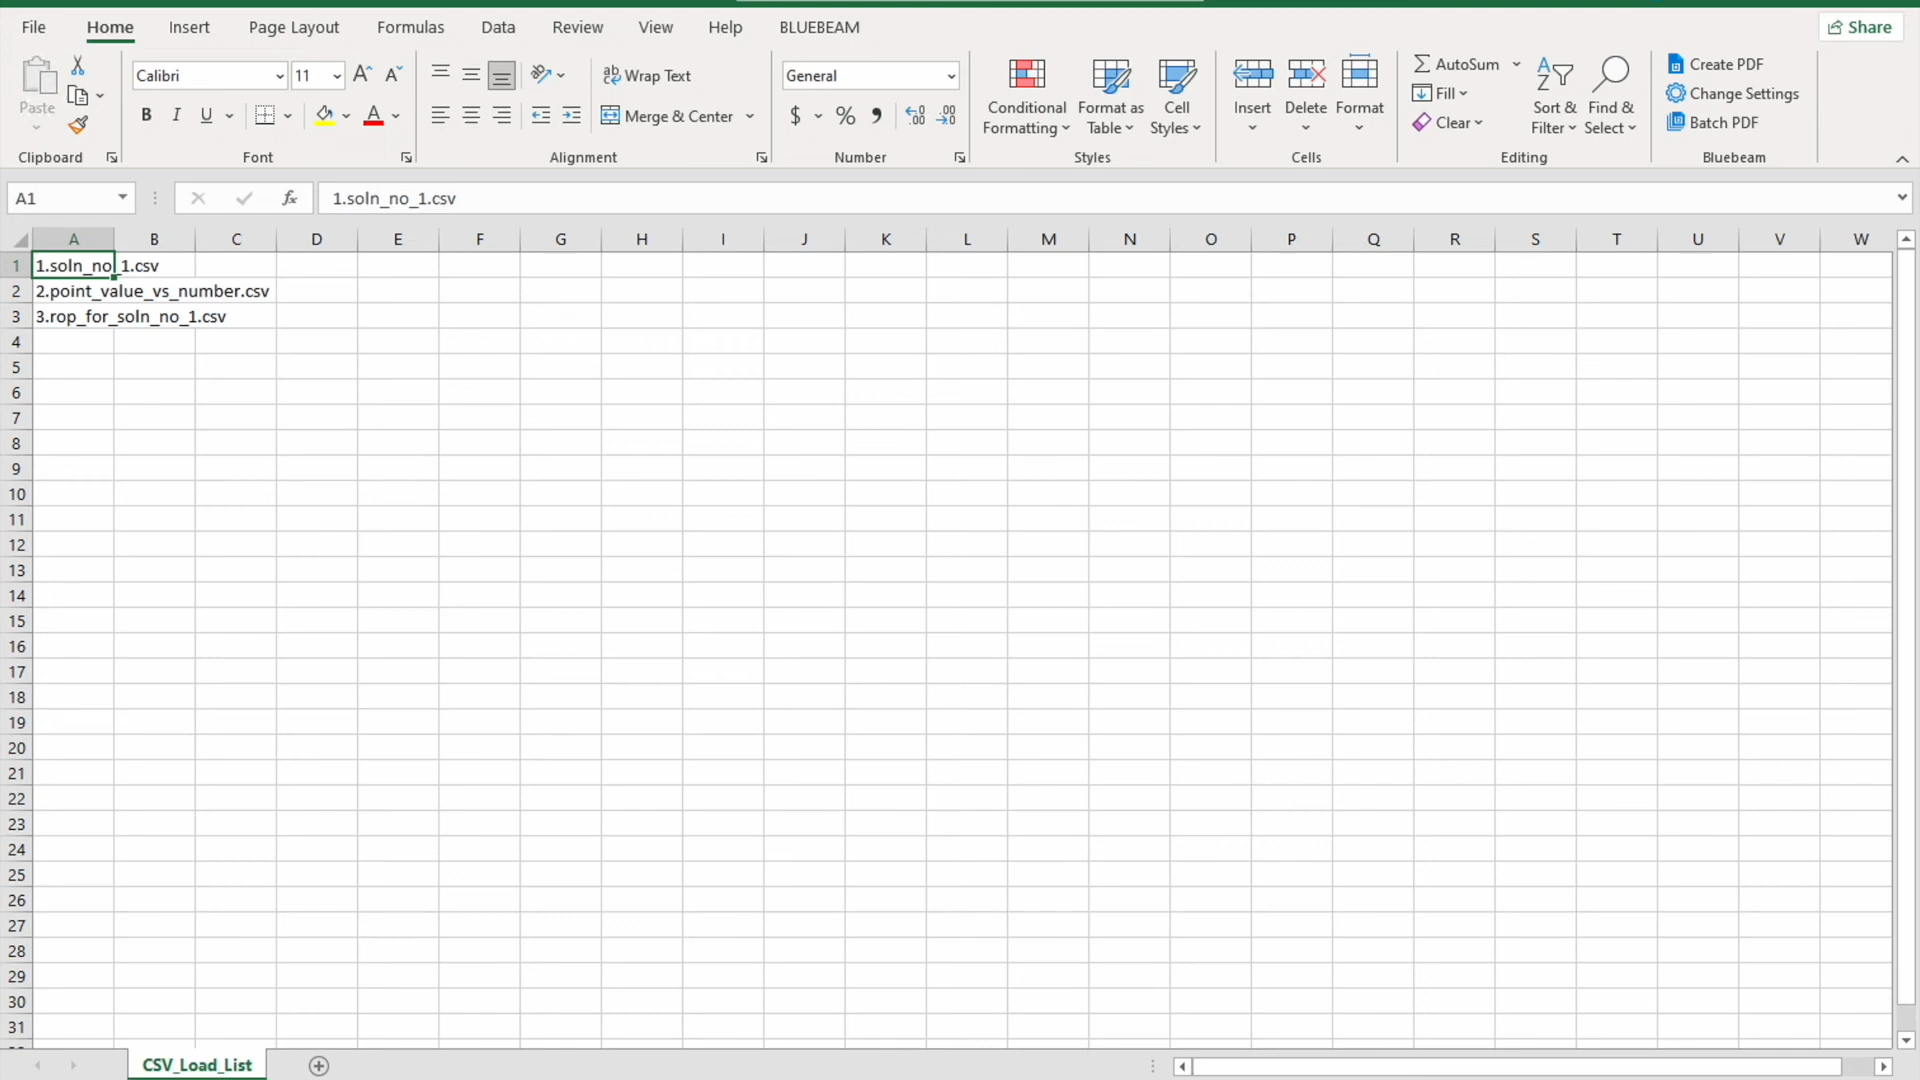 File Home Insert Page Layout Formulas Data Review View Help BLUEBEAM Share
Paste
Clipboard
Calibri 11
B I U A
Font
ab Wrap Text
Merge & Center
Alignment
General
$ % ,
Number
Conditional Formatting
Format as Table
Cell Styles
Styles
Insert
Delete
Format
Cells
AutoSum
Fill
Clear
Sort & Filter
Find & Select
Editing
Create PDF
Change Settings
Batch PDF
Bluebeam
A1 fx 1.soln_no_1.csv
A B C D E F G H I J K L M N O P Q R S T U V W
1 1.soln_no_1.csv
2 2.point_value_vs_number.csv
3 3.rop_for_soln_no_1.csv
4
5
6
7
8
9
10
11
12
13
14
15
16
17
18
19
20
21
22
23
24
25
26
27
28
29
30
31
CSV_Load_List